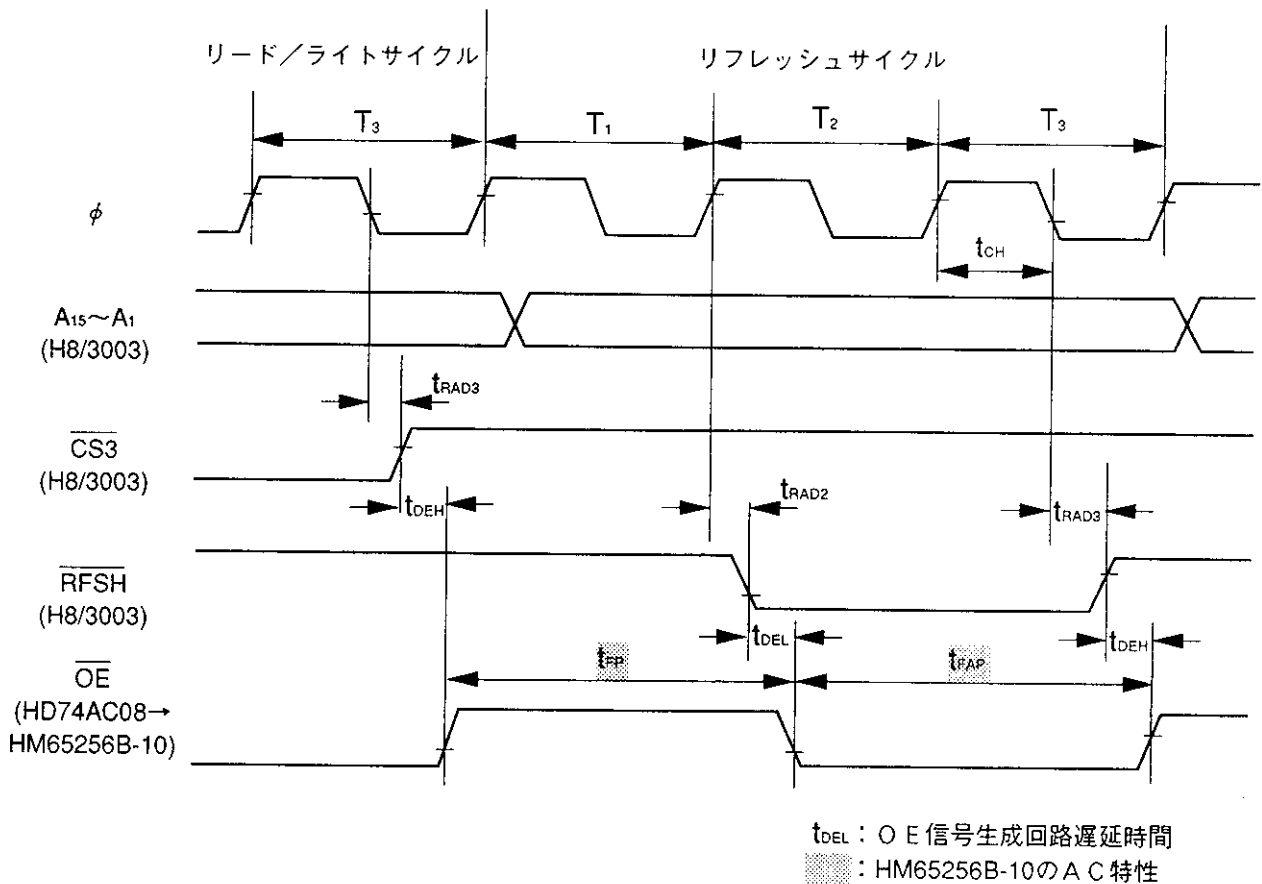 リード／ライトサイクル
リフレッシュサイクル
T₃
T₁
T₂
T₃
φ
tCH
A₁₅～A₁
(H8/3003)
tRAD3
CS3
(H8/3003)
tDEH
tRAD2
tRAD3
RFSH
(H8/3003)
tDEL
tDEH
tFP
tFAP
OE
(HD74AC08→
HM65256B-10)
tDEL：ＯＥ信号生成回路遅延時間
：HM65256B-10のＡＣ特性